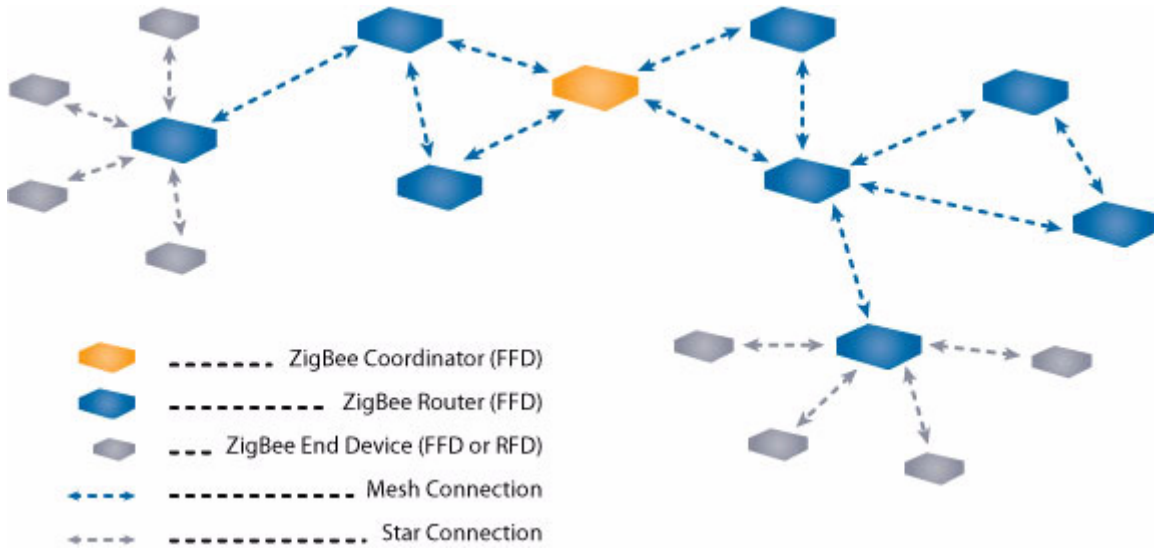 ZigBee Coordinator (FFD)
ZigBee Router (FFD)
ZigBee End Device (FFD or RFD)
Mesh Connection
Star Connection